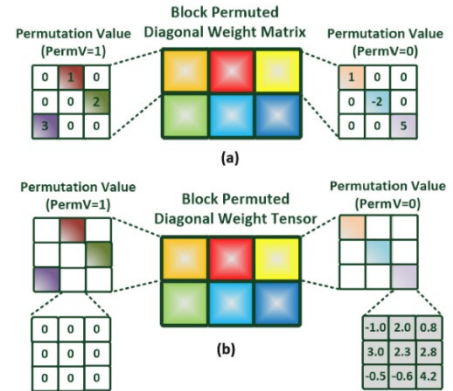 Block Permuted
Diagonal Weight Matrix
Permutation Value
(PermV=1)
0 1 0
0 0 2
3 0 0
Permutation Value
(PermV=0)
1 0 0
0 -2 0
0 0 5
(a)
Block Permuted
Diagonal Weight Tensor
Permutation Value
(PermV=1)
Permutation Value
(PermV=0)
0 0 0
0 0 0
0 0 0
-1.0 2.0 0.8
3.0 2.3 2.8
-0.5 -0.6 4.2
(b)